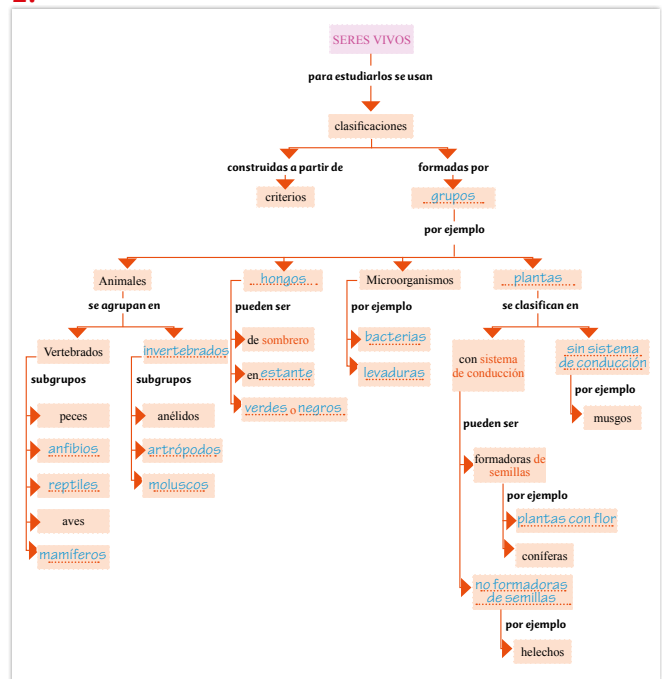 SERES VIVOS
para estudiarlos se usan
clasificaciones
construidas a partir de
formadas por
criterios
grupos
por ejemplo
Animales
hongos
Microorganismos
plantas
se agrupan en
pueden ser
por ejemplo
se clasifican en
Vertebrados
invertebrados
de sombrero
bacterias
con sistema
de conducción
sin sistema
de conducción
subgrupos
subgrupos
en estante
levaduras
por ejemplo
peces
anélidos
verdes o negros
musgos
pueden ser
anfibios
artrópodos
formadoras de
semillas
reptiles
moluscos
por ejemplo
aves
plantas con flor
mamíferos
coníferas
no formadoras
de semillas
por ejemplo
helechos